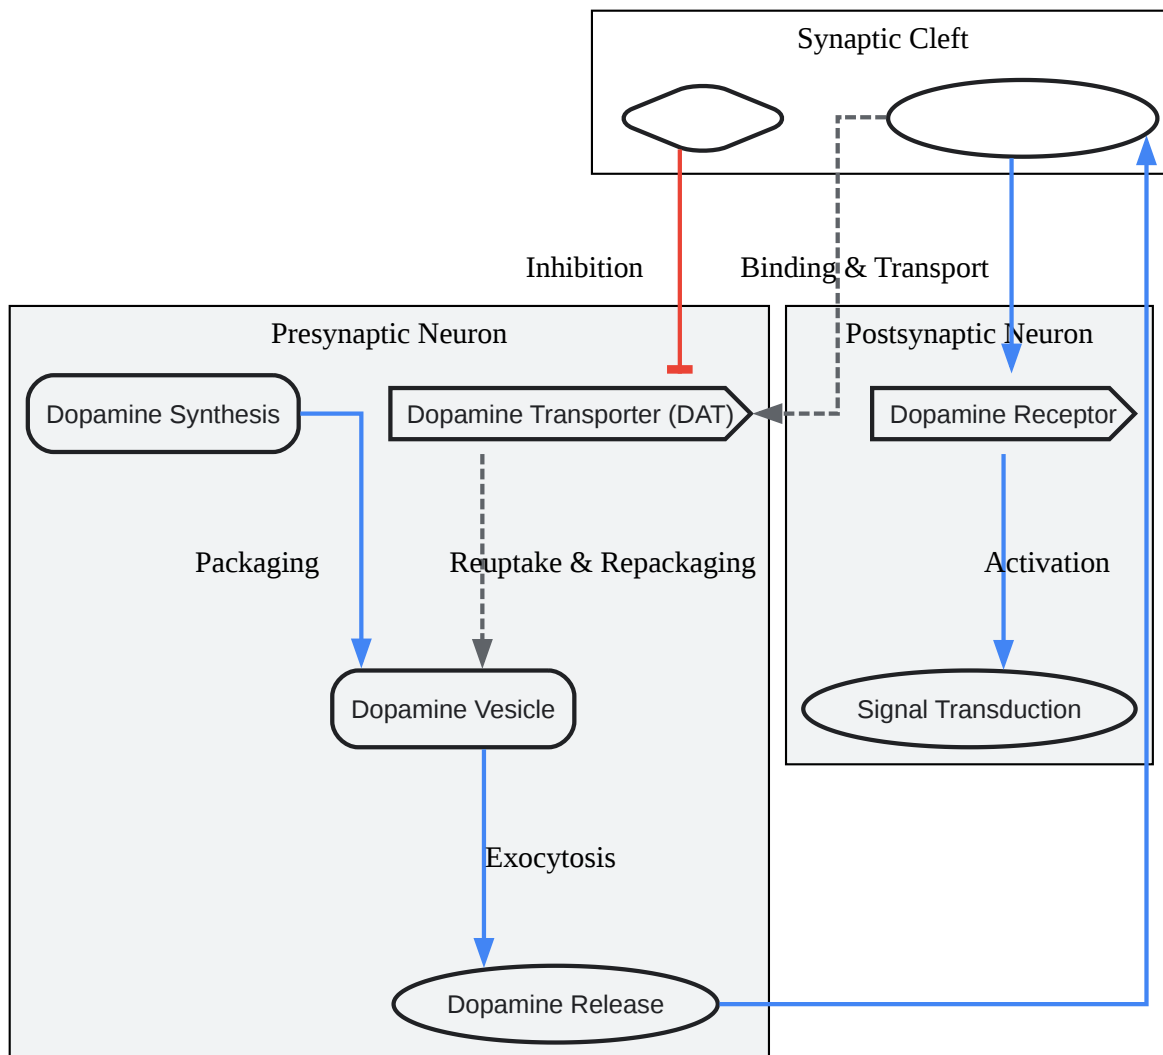 Synaptic Cleft
Inhibition
Binding & Transport
Presynaptic Neuron
Postsynaptic Neuron
Dopamine Synthesis
Dopamine Transporter (DAT)
Dopamine Receptor
Packaging
Reuptake & Repackaging
Activation
Dopamine Vesicle
Signal Transduction
Exocytosis
Dopamine Release